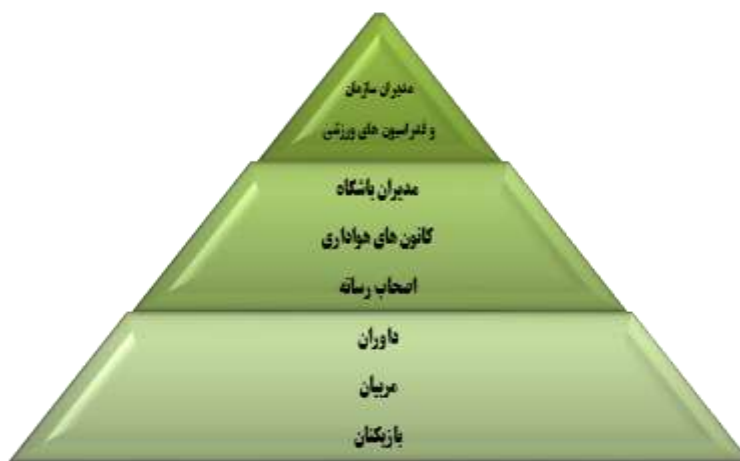 مدیران سازمان
و فدراسیون های ورزشی
مدیران باشگاه
کانون های هواداری
اصحاب رسانه
داوران
مربیان
بازیکنان